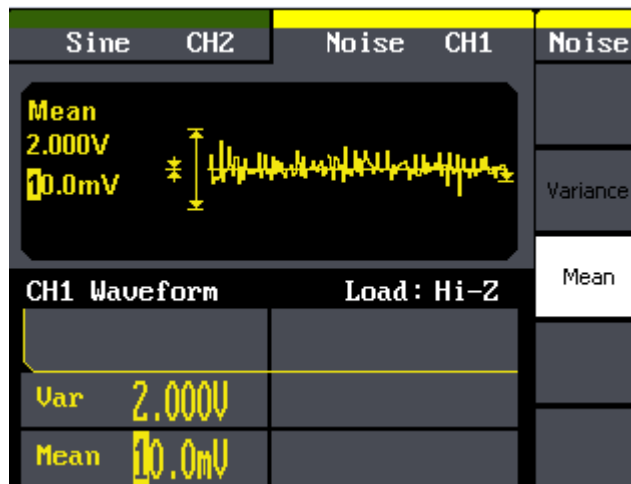 Sine CH2
Noise CH1
Noise
Mean
2.000V
10.0mV
Variance
Mean
CH1 Waveform Load: Hi-Z
Var 2.000V
Mean 10.0mV